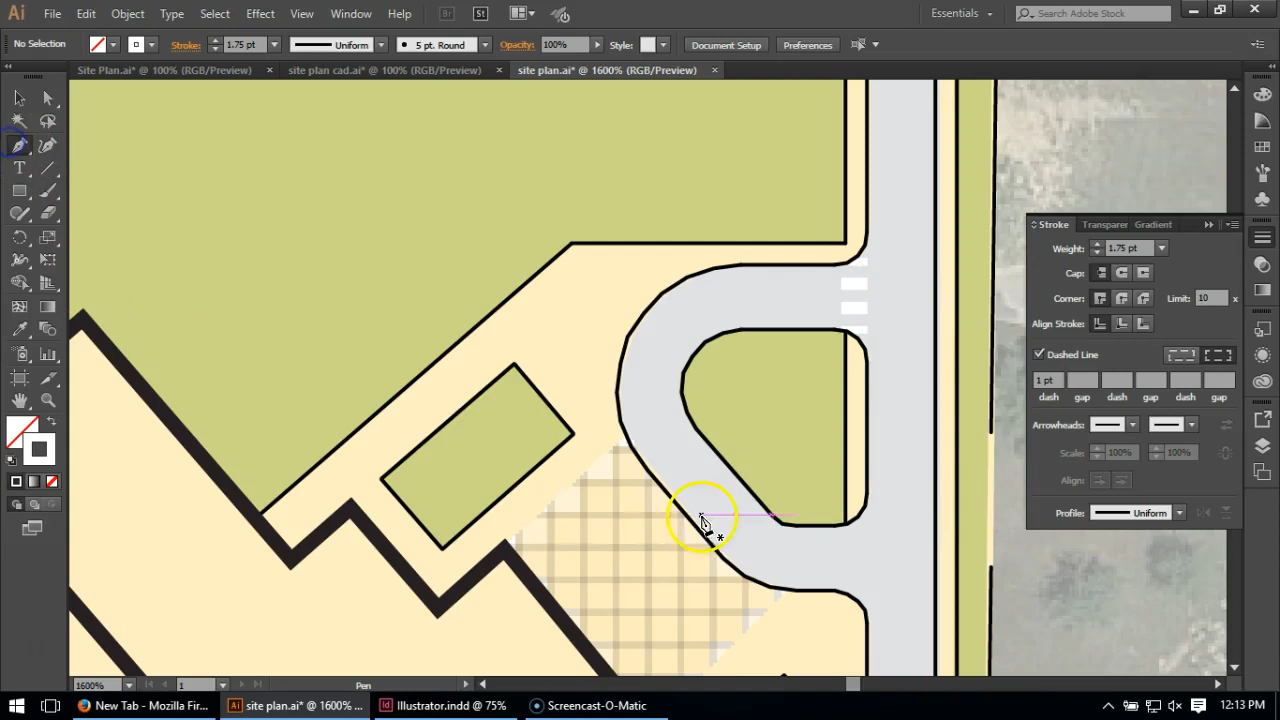 Ai File Edit Object Type Select Effect View Window Help Br St Essentials Search Adobe Stock
No Selection Stroke: 1.75 pt Uniform 5 pt. Round Opacity: 100% Style: Document Setup Preferences
Site Plan.ai* @ 100% (RGB/Preview) × site plan cad.ai* @ 100% (RGB/Preview) × site plan.ai* @ 1600% (RGB/Preview) ×
Stroke Transparer Gradient
Weight: 1.75 pt
Cap:
Corner: Limit: 10 x
Align Stroke:
Dashed Line
1 pt
dash gap dash gap dash gap
Arrowheads:
Scale: 100% 100%
Align:
Profile: Uniform
1600% 1 Pen
New Tab - Mozilla Fir... site plan.ai* @ 1600% ... Illustrator.indd @ 75% Screencast-O-Matic 12:13 PM